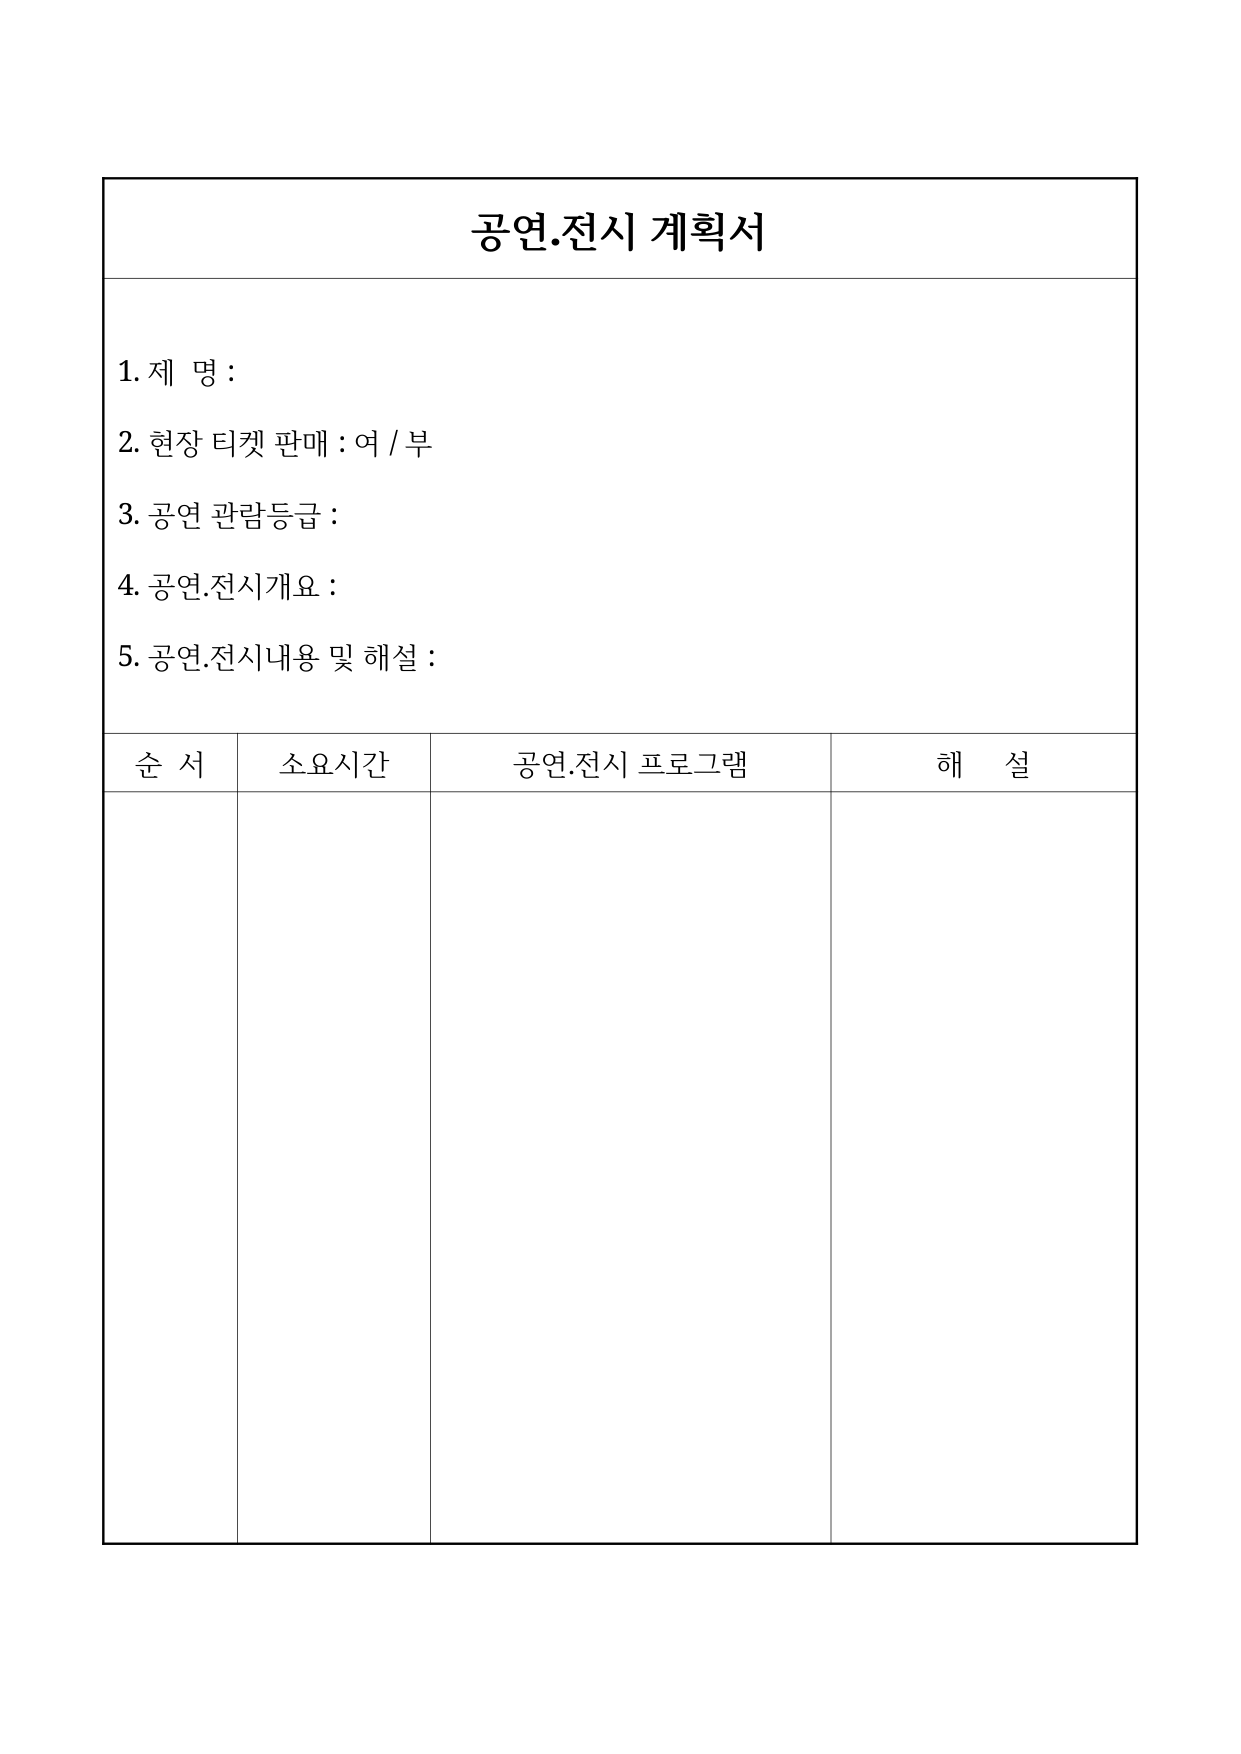 공연.전시 계획서
1. 제 명 :
2. 현장 티켓 판매 : 여 / 부
3. 공연 관람등급 :
4. 공연.전시개요 :
5. 공연.전시내용 및 해설 :
순 서 소요시간 공연.전시 프로그램 해 설